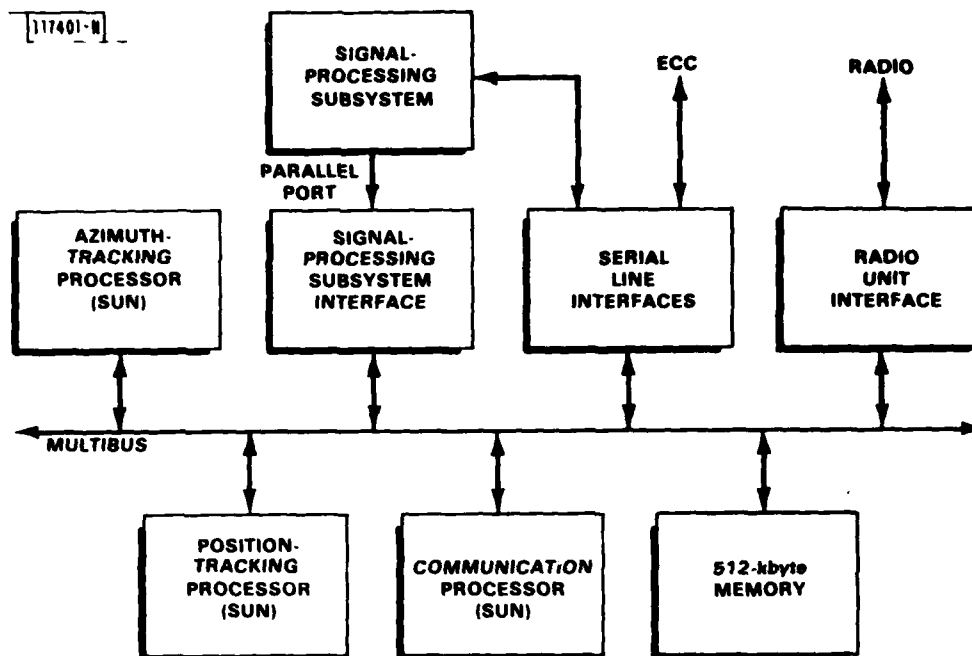 117401-N
SIGNAL-
PROCESSING
SUBSYSTEM
ECC
RADIO
PARALLEL
PORT
AZIMUTH-
TRACKING
PROCESSOR
(SUN)
SIGNAL-
PROCESSING
SUBSYSTEM
INTERFACE
SERIAL
LINE
INTERFACES
RADIO
UNIT
INTERFACE
MULTIBUS
POSITION-
TRACKING
PROCESSOR
(SUN)
COMMUNICATION
PROCESSOR
(SUN)
512-kbyte
MEMORY